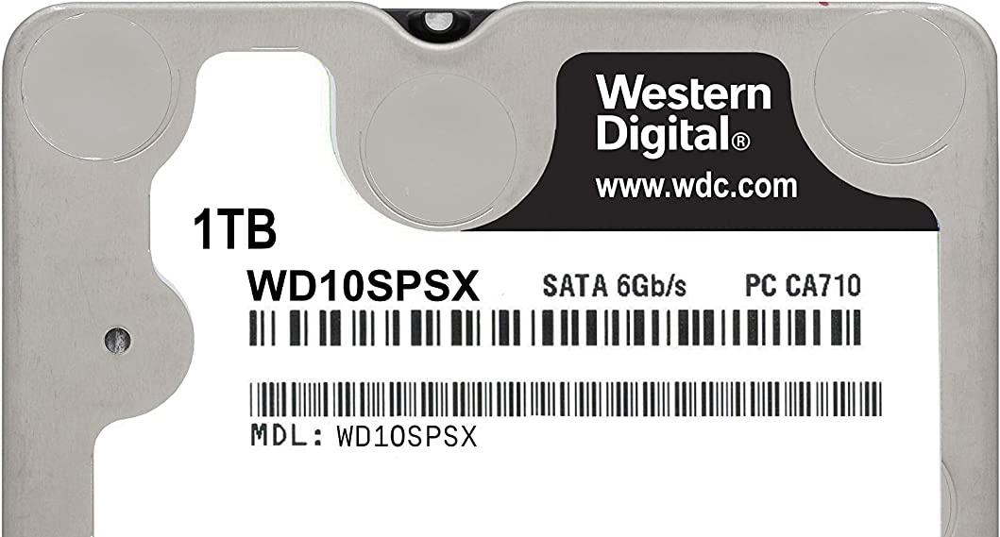 Western
Digital®
www.wdc.com
1TB
WD10SPSX SATA 6Gb/s PC CA710
MDL: WD10SPSX